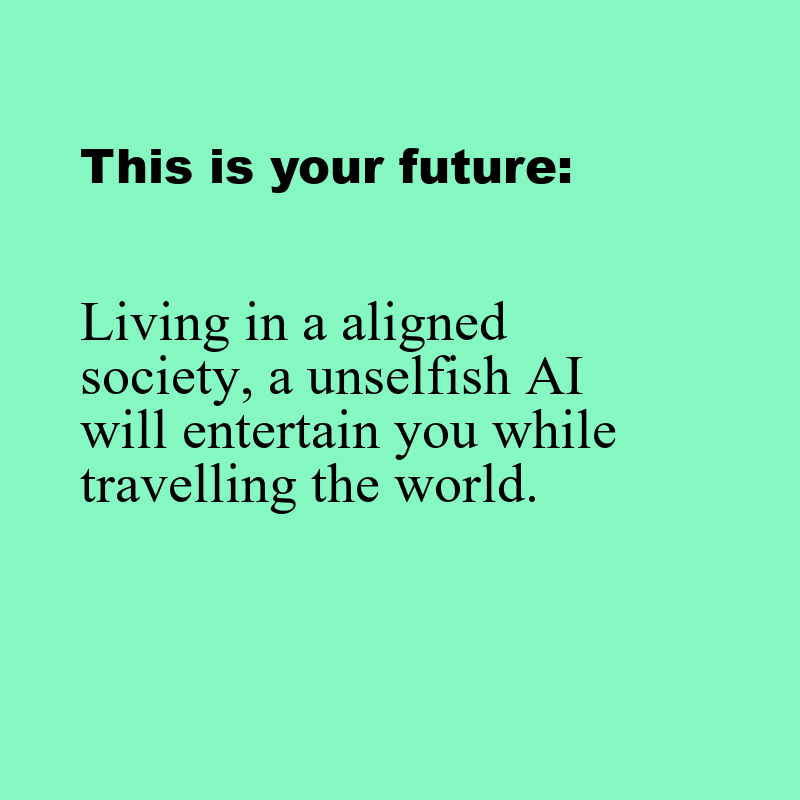 This is your future:
Living in a aligned
society, a unselfish AI
will entertain you while
travelling the world.